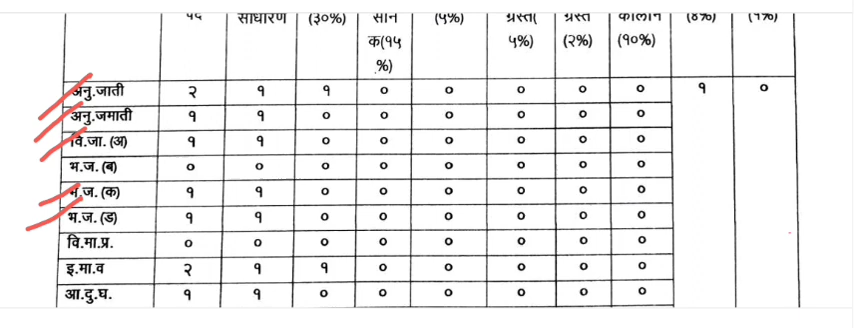 पद साधारण (३०%) सैनि (५%) ग्रस्त( ग्रस्त कालीन (४%) (१%)
क(१५ ५%) (२%) (१०%)
%)
अनु.जाती २ १ १ ० ० ० ० ० १ ०
अनु.जमाती १ १ ० ० ० ० ० ०
वि.जा. (अ) १ १ ० ० ० ० ० ०
भ.ज. (ब) ० ० ० ० ० ० ० ०
भ.ज. (क) १ १ ० ० ० ० ० ०
भ.ज. (ड) १ १ ० ० ० ० ० ०
वि.मा.प्र. ० ० ० ० ० ० ० ०
इ.मा.व २ १ १ ० ० ० ० ०
आ.दु.घ. १ १ ० ० ० ० ० ०